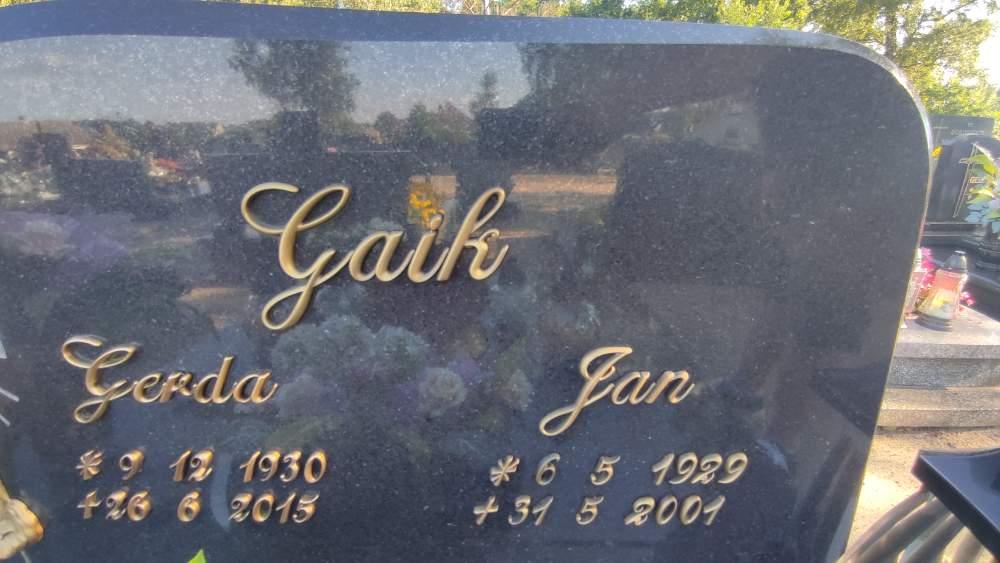 Gaik
Gerda Jan
* 9 12 1930 * 6 5 1929
+ 26 6 2015 + 31 5 2001